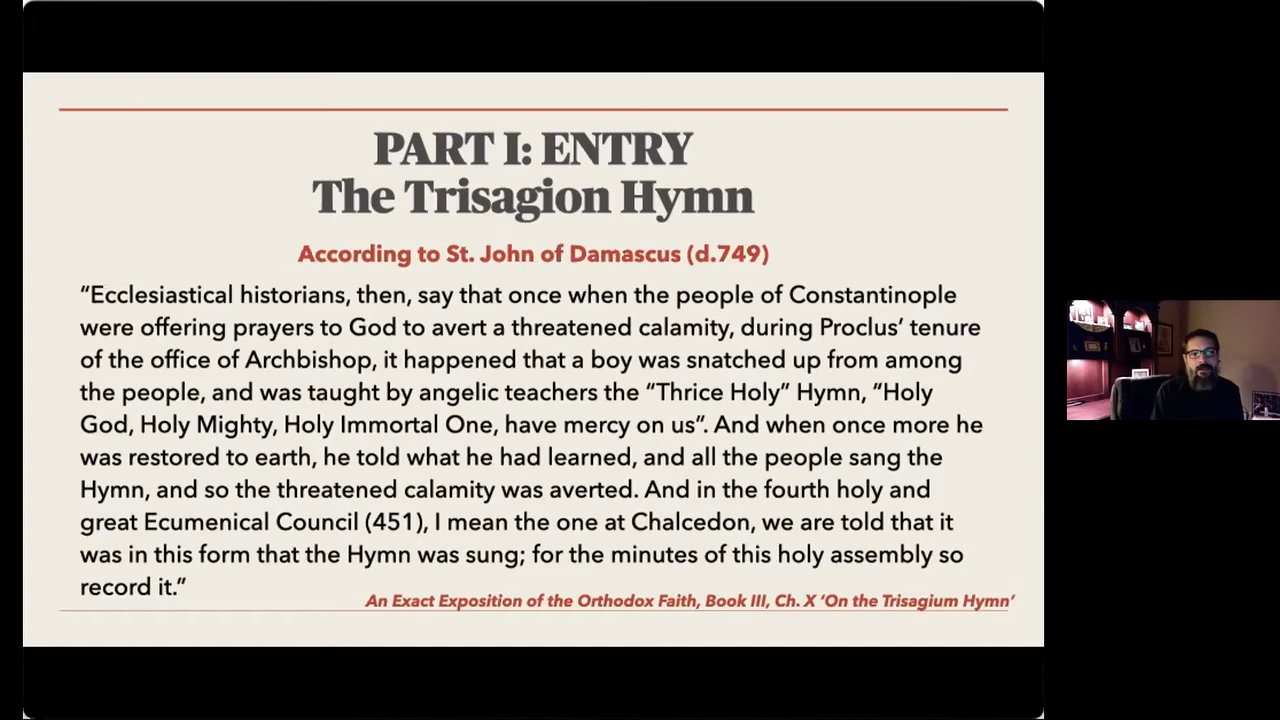 PART I: ENTRY
The Trisagion Hymn
According to St. John of Damascus (d.749)
“Ecclesiastical historians, then, say that once when the people of Constantinople
were offering prayers to God to avert a threatened calamity, during Proclus’ tenure
of the office of Archbishop, it happened that a boy was snatched up from among
the people, and was taught by angelic teachers the “Thrice Holy” Hymn, “Holy
God, Holy Mighty, Holy Immortal One, have mercy on us”. And when once more he
was restored to earth, he told what he had learned, and all the people sang the
Hymn, and so the threatened calamity was averted. And in the fourth holy and
great Ecumenical Council (451), I mean the one at Chalcedon, we are told that it
was in this form that the Hymn was sung; for the minutes of this holy assembly so
record it.”
An Exact Exposition of the Orthodox Faith, Book III, Ch. X ‘On the Trisagium Hymn’